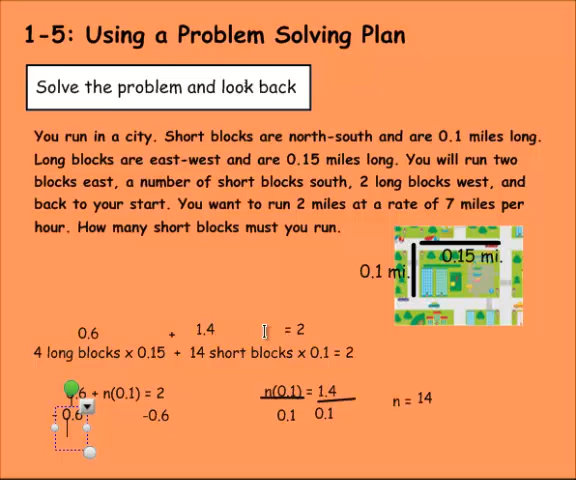 1-5: Using a Problem Solving Plan
Solve the problem and look back
You run in a city. Short blocks are north-south and are 0.1 miles long.
Long blocks are east-west and are 0.15 miles long. You will run two
blocks east, a number of short blocks south, 2 long blocks west, and
back to your start. You want to run 2 miles at a rate of 7 miles per
hour. How many short blocks must you run.
0.15 mi.
0.1 mi.
0.6 + 1.4 = 2
4 long blocks x 0.15 + 14 short blocks x 0.1 = 2
.6 + n(0.1) = 2 n(0.1) = 1.4 n = 14
- 0.6 -0.6 0.1 0.1